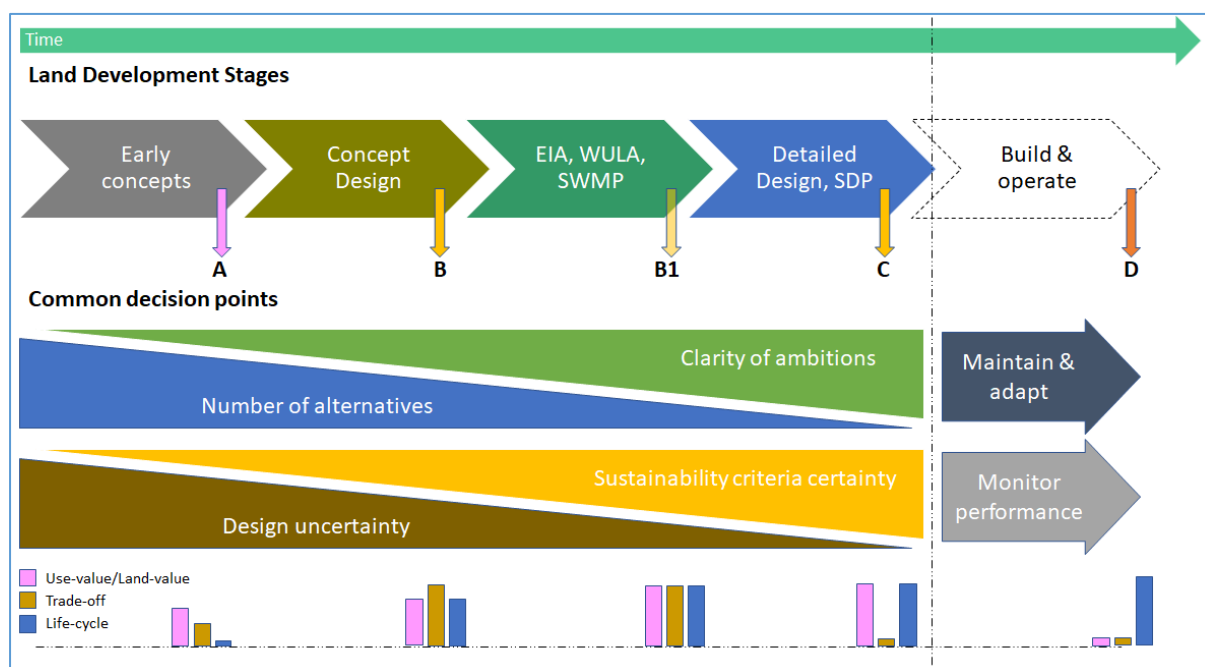 Time
Land Development Stages
Early
concepts
Concept
Design
EIA, WULA,
SWMP
Detailed
Design, SDP
Build &
operate
A
B
B1
C
D
Common decision points
Clarity of ambitions
Number of alternatives
Maintain &
adapt
Sustainability criteria certainty
Design uncertainty
Monitor
performance
Use-value/Land-value
Trade-off
Life-cycle